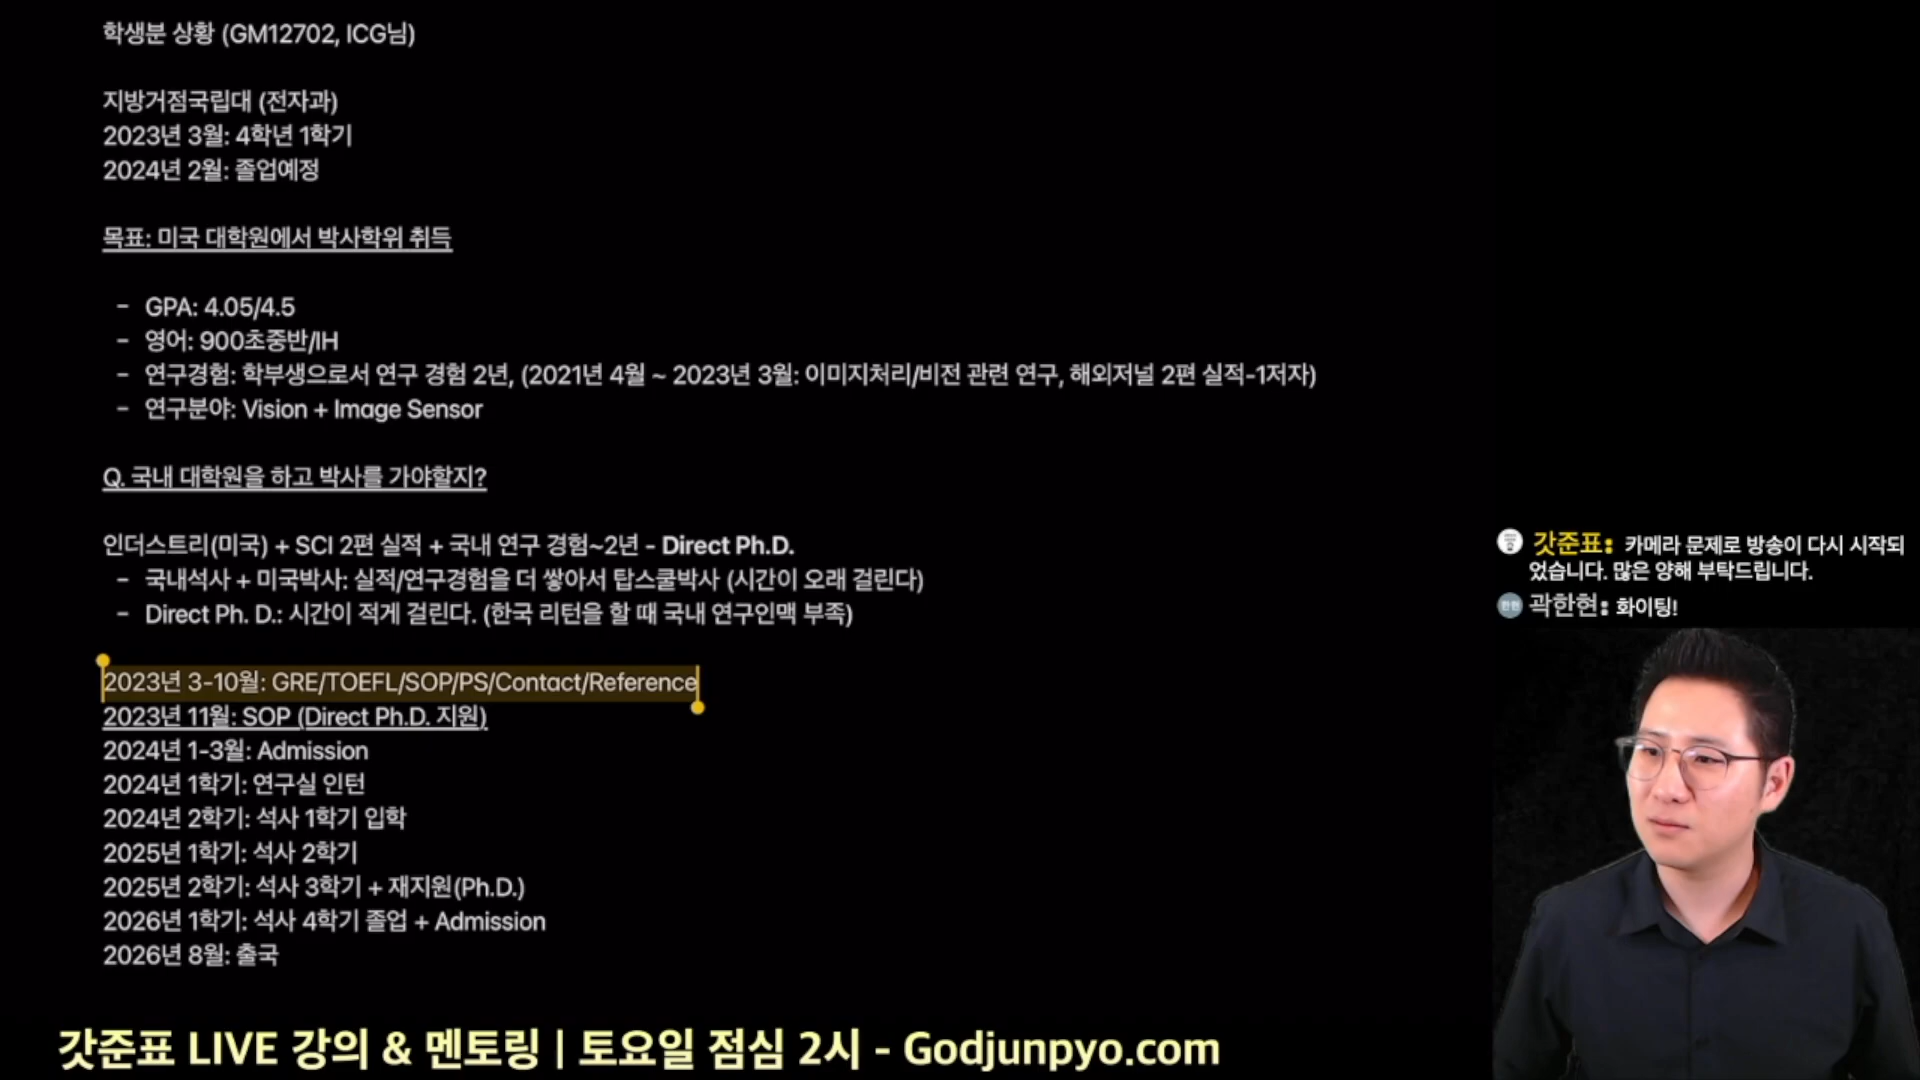 학생분 상황 (GM12702, ICG님)
지방거점국립대 (전자과)
2023년 3월: 4학년 1학기
2024년 2월: 졸업예정
목표: 미국 대학원에서 박사학위 취득
- GPA: 4.05/4.5
- 영어: 900초중반/IH
- 연구경험: 학부생으로서 연구 경험 2년, (2021년 4월 ~ 2023년 3월: 이미지처리/비전 관련 연구, 해외저널 2편 실적-1저자)
- 연구분야: Vision + Image Sensor
Q. 국내 대학원을 하고 박사를 가야할지?
인더스트리(미국) + SCI 2편 실적 + 국내 연구 경험~2년 - Direct Ph.D.
- 국내석사 + 미국박사: 실적/연구경험을 더 쌓아서 탑스쿨박사 (시간이 오래 걸린다)
- Direct Ph. D.: 시간이 적게 걸린다. (한국 리턴을 할 때 국내 연구인맥 부족)
2023년 3-10월: GRE/TOEFL/SOP/PS/Contact/Reference
2023년 11월: SOP (Direct Ph.D. 지원)
2024년 1-3월: Admission
2024년 1학기: 연구실 인턴
2024년 2학기: 석사 1학기 입학
2025년 1학기: 석사 2학기
2025년 2학기: 석사 3학기 + 재지원(Ph.D.)
2026년 1학기: 석사 4학기 졸업 + Admission
2026년 8월: 출국
갓준표: 카메라 문제로 방송이 다시 시작되
었습니다. 많은 양해 부탁드립니다.
한현 곽한현: 화이팅!
갓준표 LIVE 강의 & 멘토링 | 토요일 점심 2시 - Godjunpyo.com